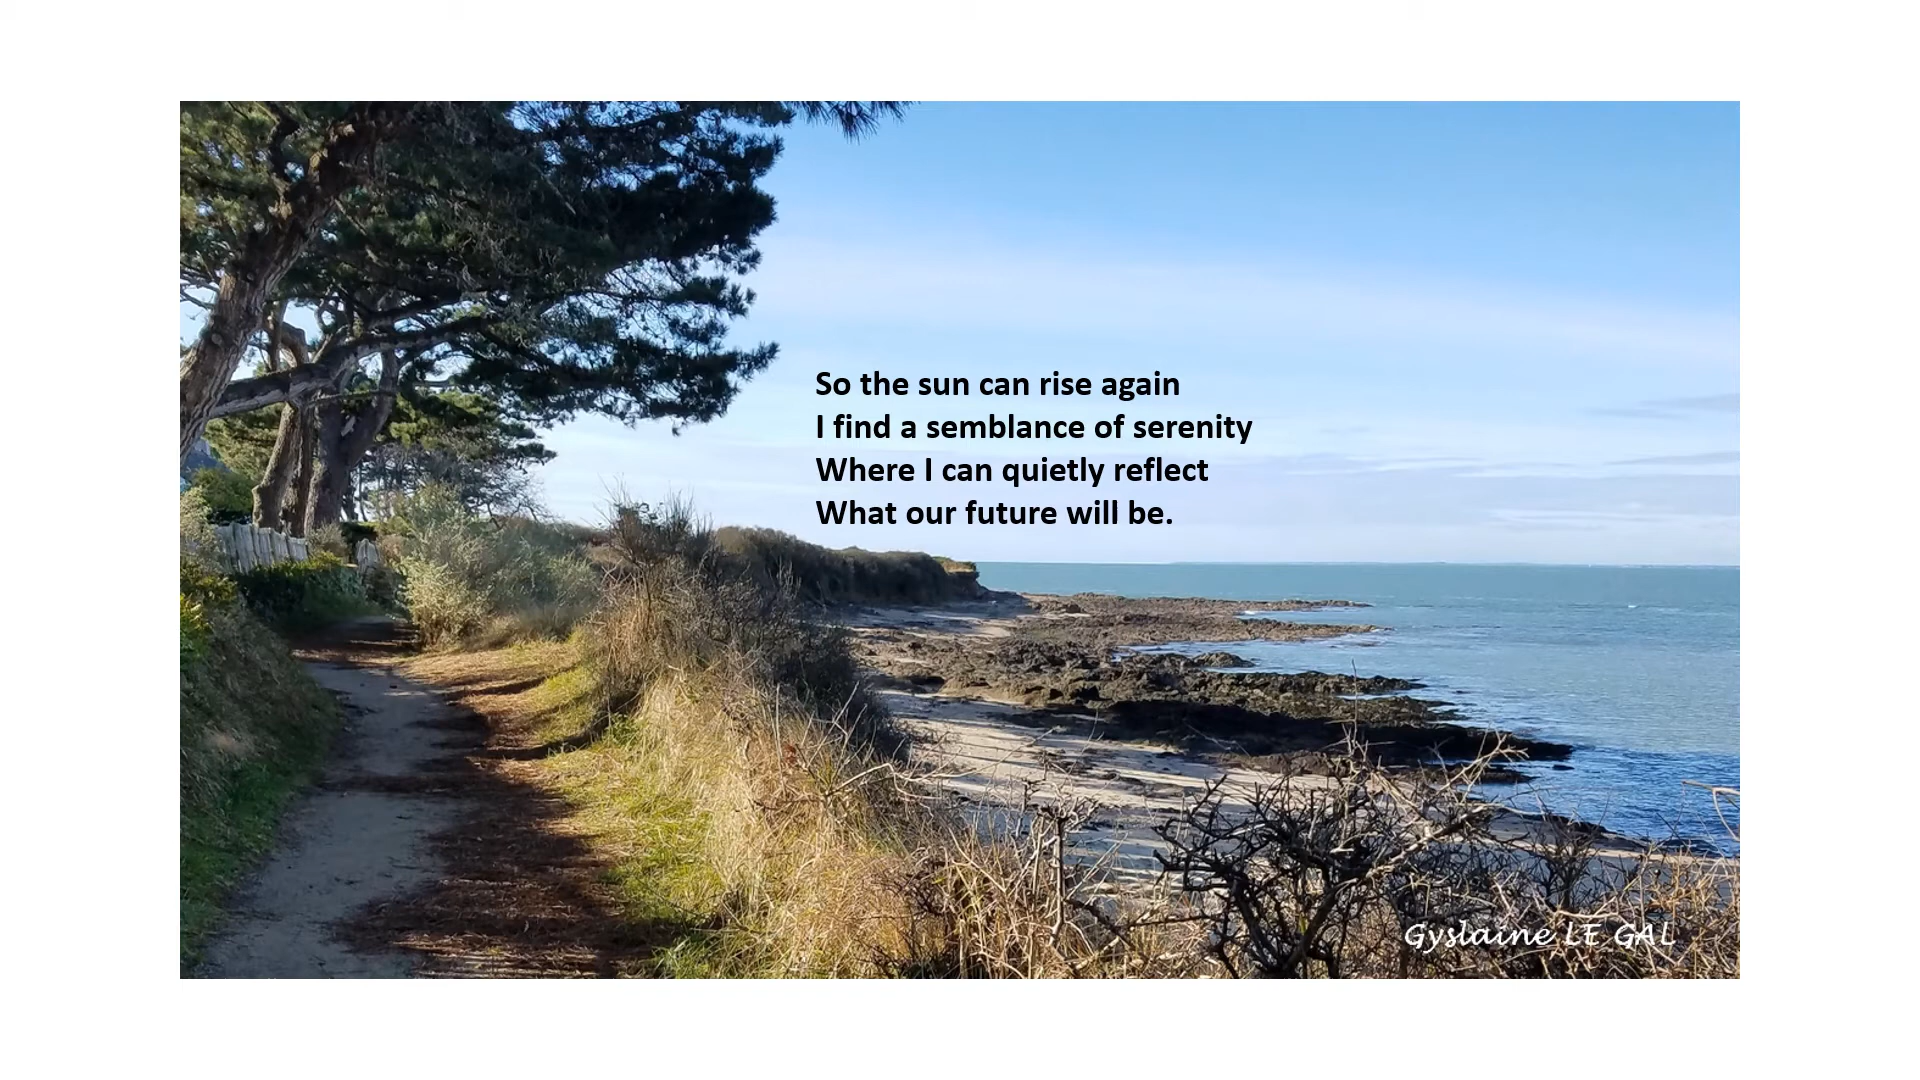 So the sun can rise again
I find a semblance of serenity
Where I can quietly reflect
What our future will be.
Gyslaine LE GAL